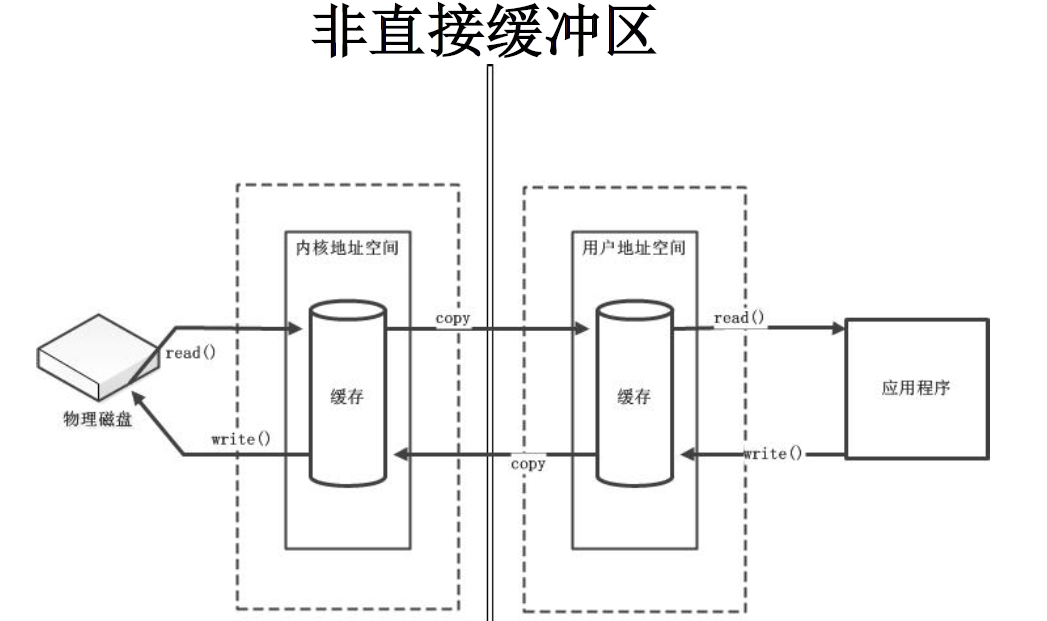 非直接缓冲区
内核地址空间
用户地址空间
copy
read()
read()
缓存
缓存
应用程序
物理磁盘
write()
copy
write()